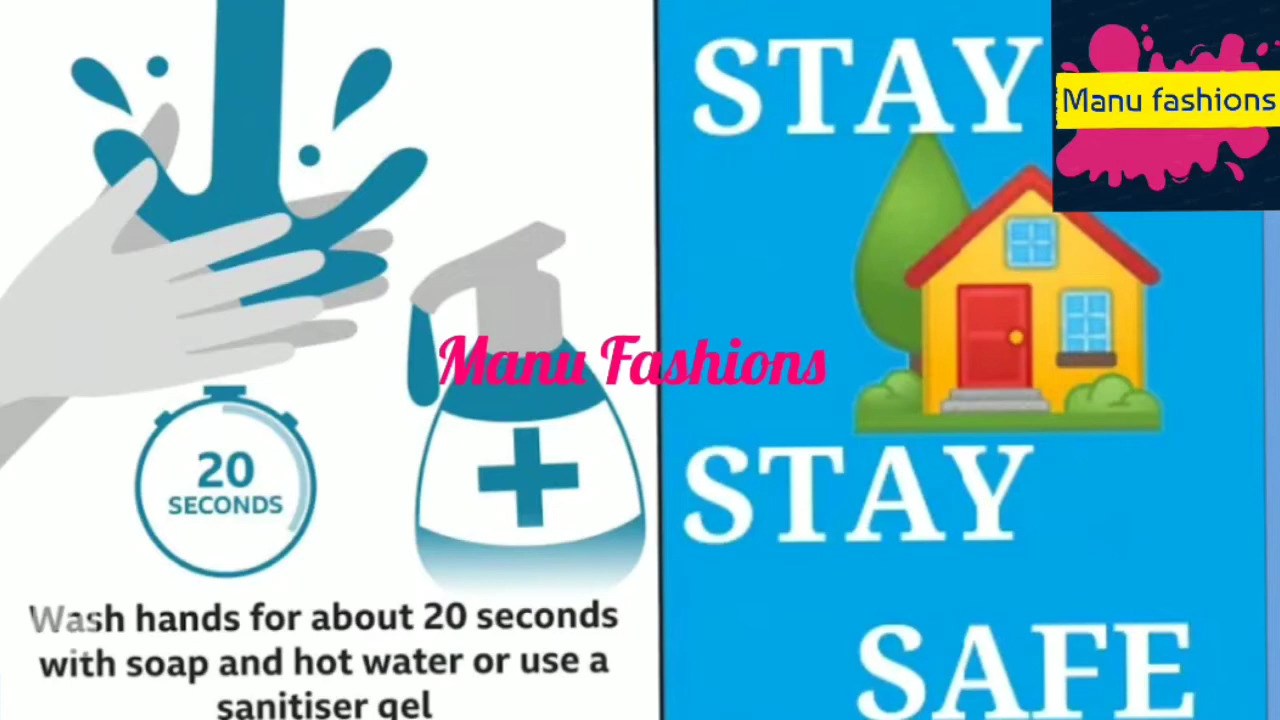 20
SECONDS
Wash hands for about 20 seconds
with soap and hot water or use a
sanitiser gel
Manu Fashions
STAY
STAY
SAFE
Manu fashions